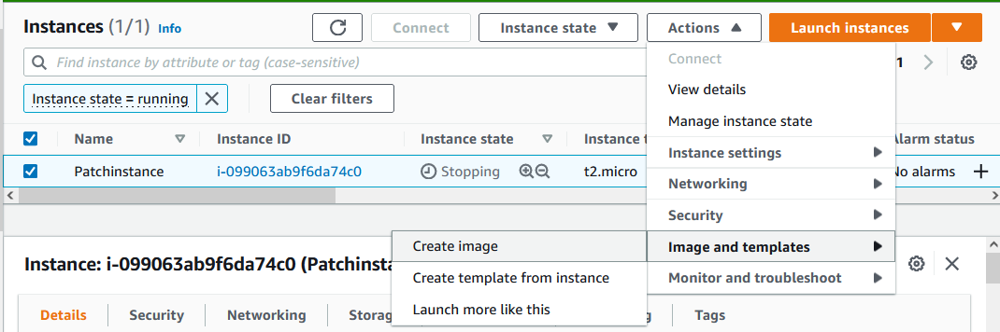 Instances (1/1) Info
Connect
Instance state
Actions
Launch instances
Find instance by attribute or tag (case-sensitive)
1
Instance state = running
Clear filters
Connect
View details
Manage instance state
Instance settings
Networking
Security
Image and templates
Monitor and troubleshoot
Name Instance ID Instance state Instance t Alarm status
Patchinstance i-099063ab9f6da74c0 Stopping t2.micro No alarms
Create image
Create template from instance
Launch more like this
Instance: i-099063ab9f6da74c0 (Patchinsta
Details Security Networking Storag g Tags